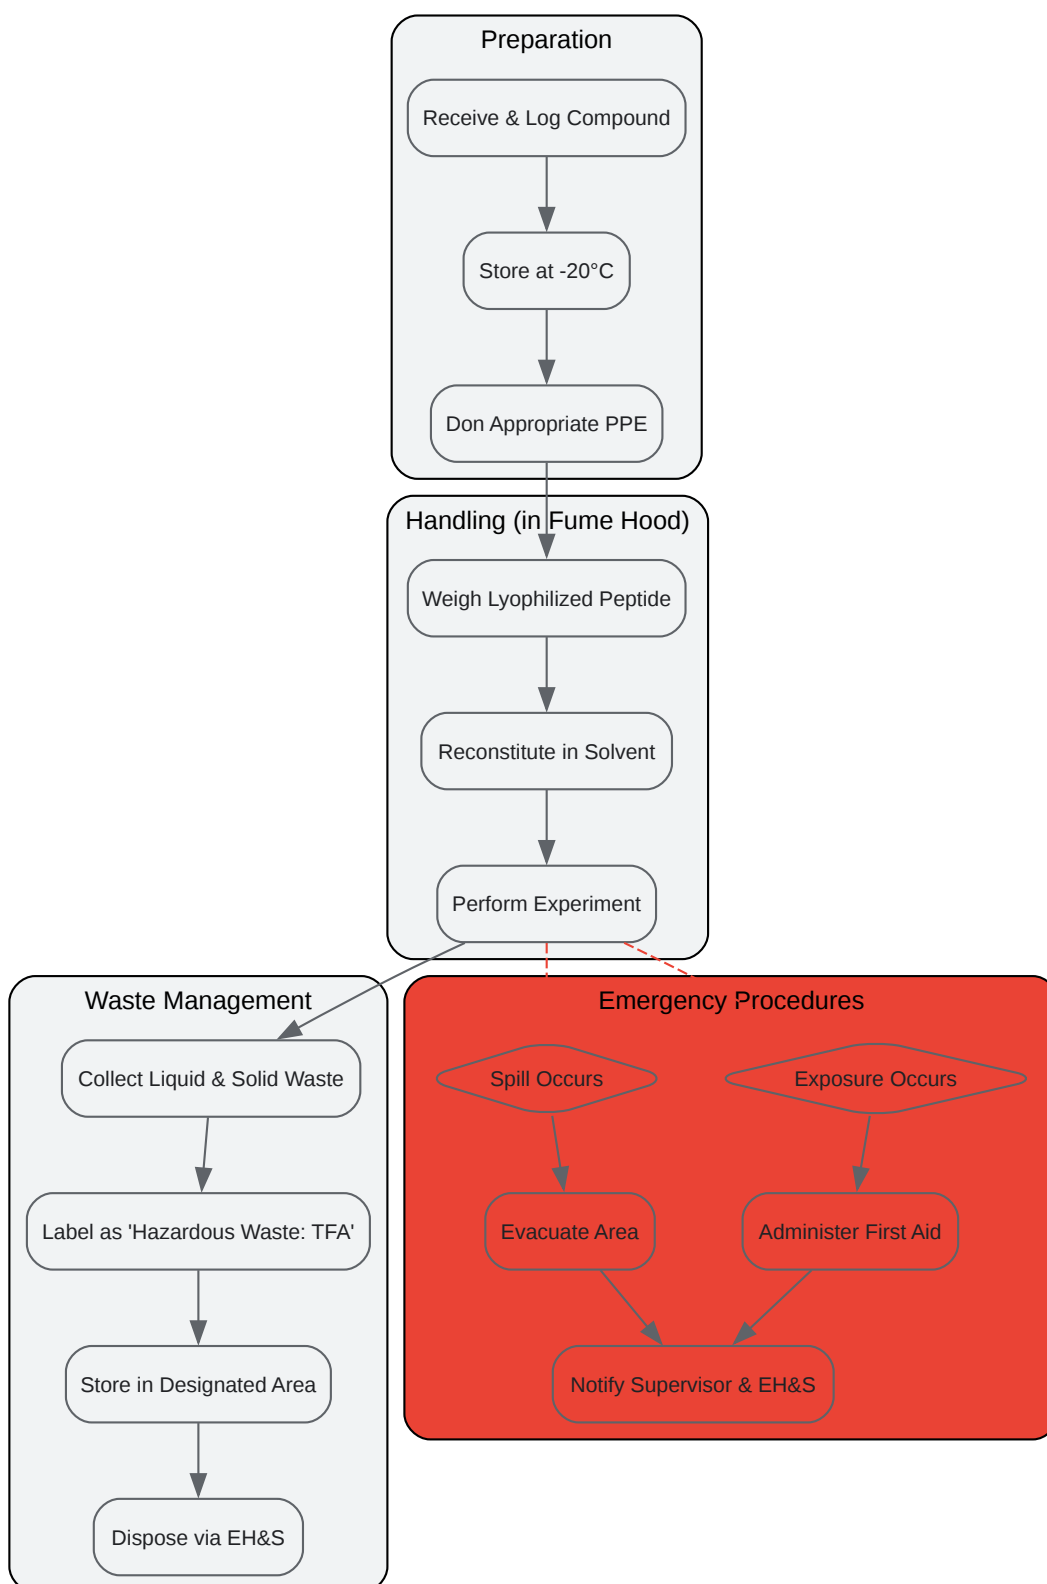 Preparation
Receive & Log Compound
Store at -20°C
Don Appropriate PPE
Handling (in Fume Hood)
Weigh Lyophilized Peptide
Reconstitute in Solvent
Perform Experiment
Waste Management
Collect Liquid & Solid Waste
Label as 'Hazardous Waste: TFA'
Store in Designated Area
Dispose via EH&S
Emergency Procedures
Spill Occurs
Exposure Occurs
Evacuate Area
Administer First Aid
Notify Supervisor & EH&S